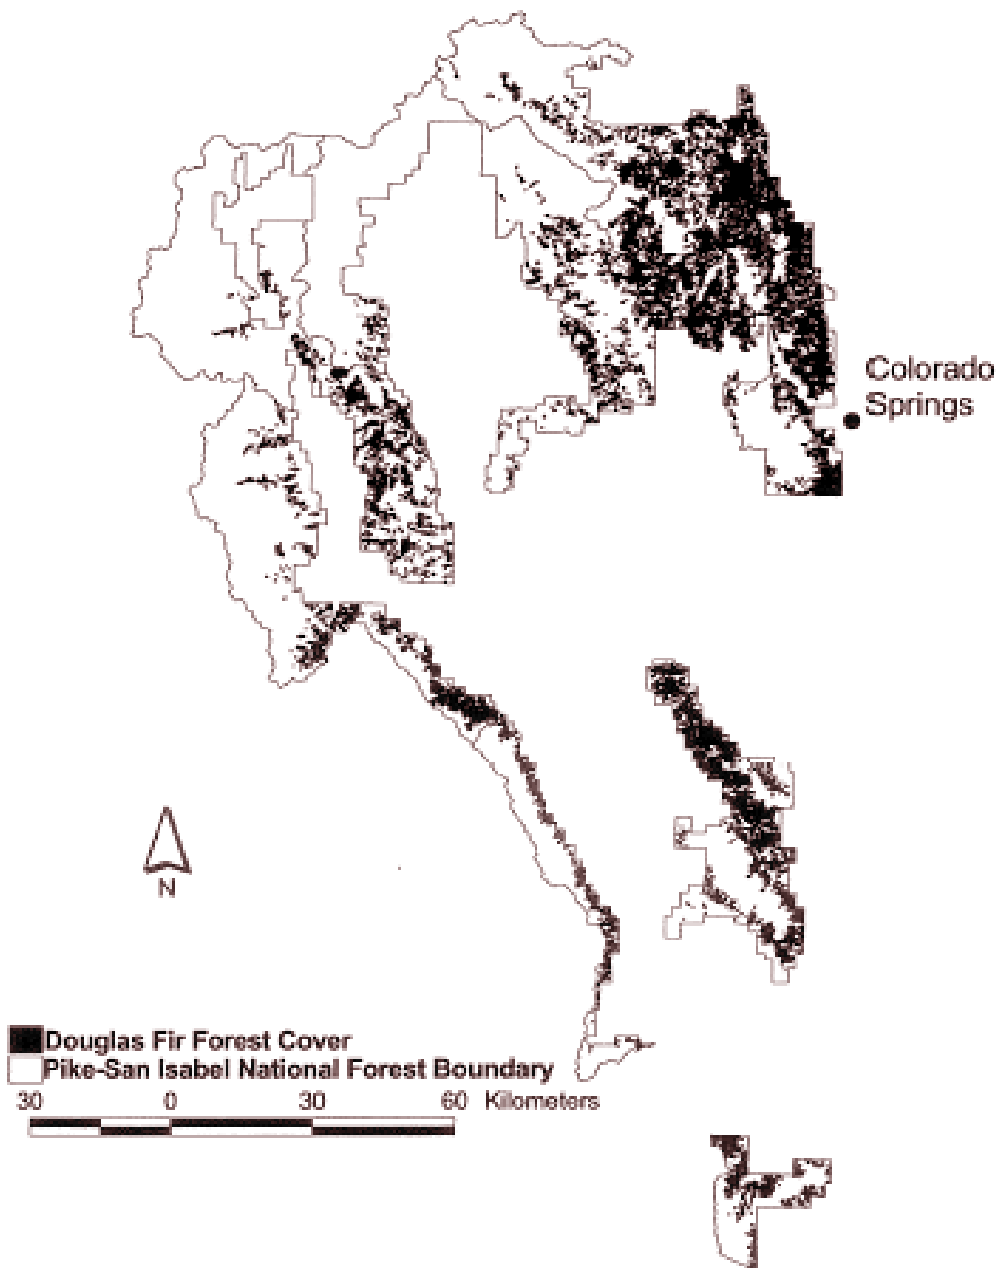 Colorado
Springs
N
Douglas Fir Forest Cover
Pike-San Isabel National Forest Boundary
30 0 30 60 Kilometers